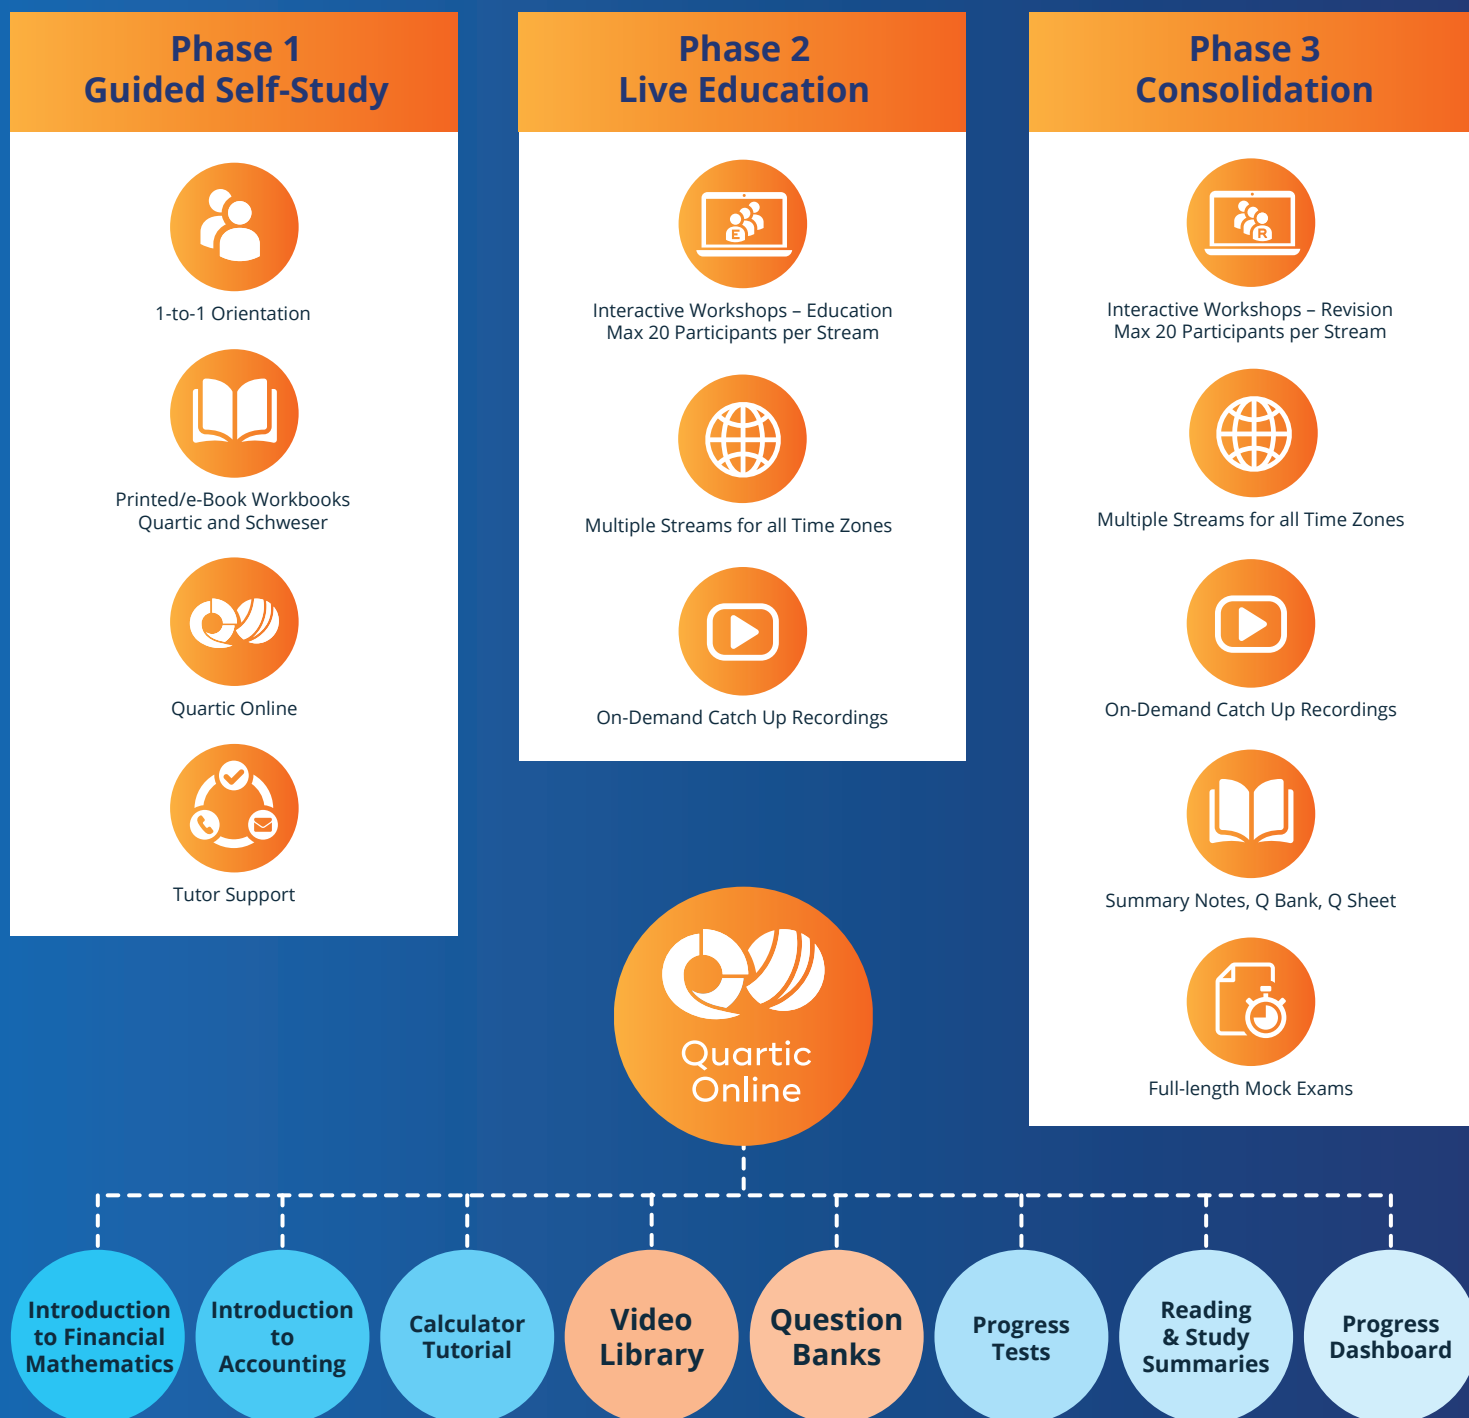 Phase 1
Guided Self-Study
1-to-1 Orientation
Printed/e-Book Workbooks
Quartic and Schweser
Quartic Online
Tutor Support
Phase 2
Live Education
E
Interactive Workshops – Education
Max 20 Participants per Stream
Multiple Streams for all Time Zones
On-Demand Catch Up Recordings
Phase 3
Consolidation
R
Interactive Workshops – Revision
Max 20 Participants per Stream
Multiple Streams for all Time Zones
On-Demand Catch Up Recordings
Summary Notes, Q Bank, Q Sheet
Full-length Mock Exams
Quartic
Online
Introduction
to Financial
Mathematics
Introduction
to
Accounting
Calculator
Tutorial
Video
Library
Question
Banks
Progress
Tests
Reading
& Study
Summaries
Progress
Dashboard